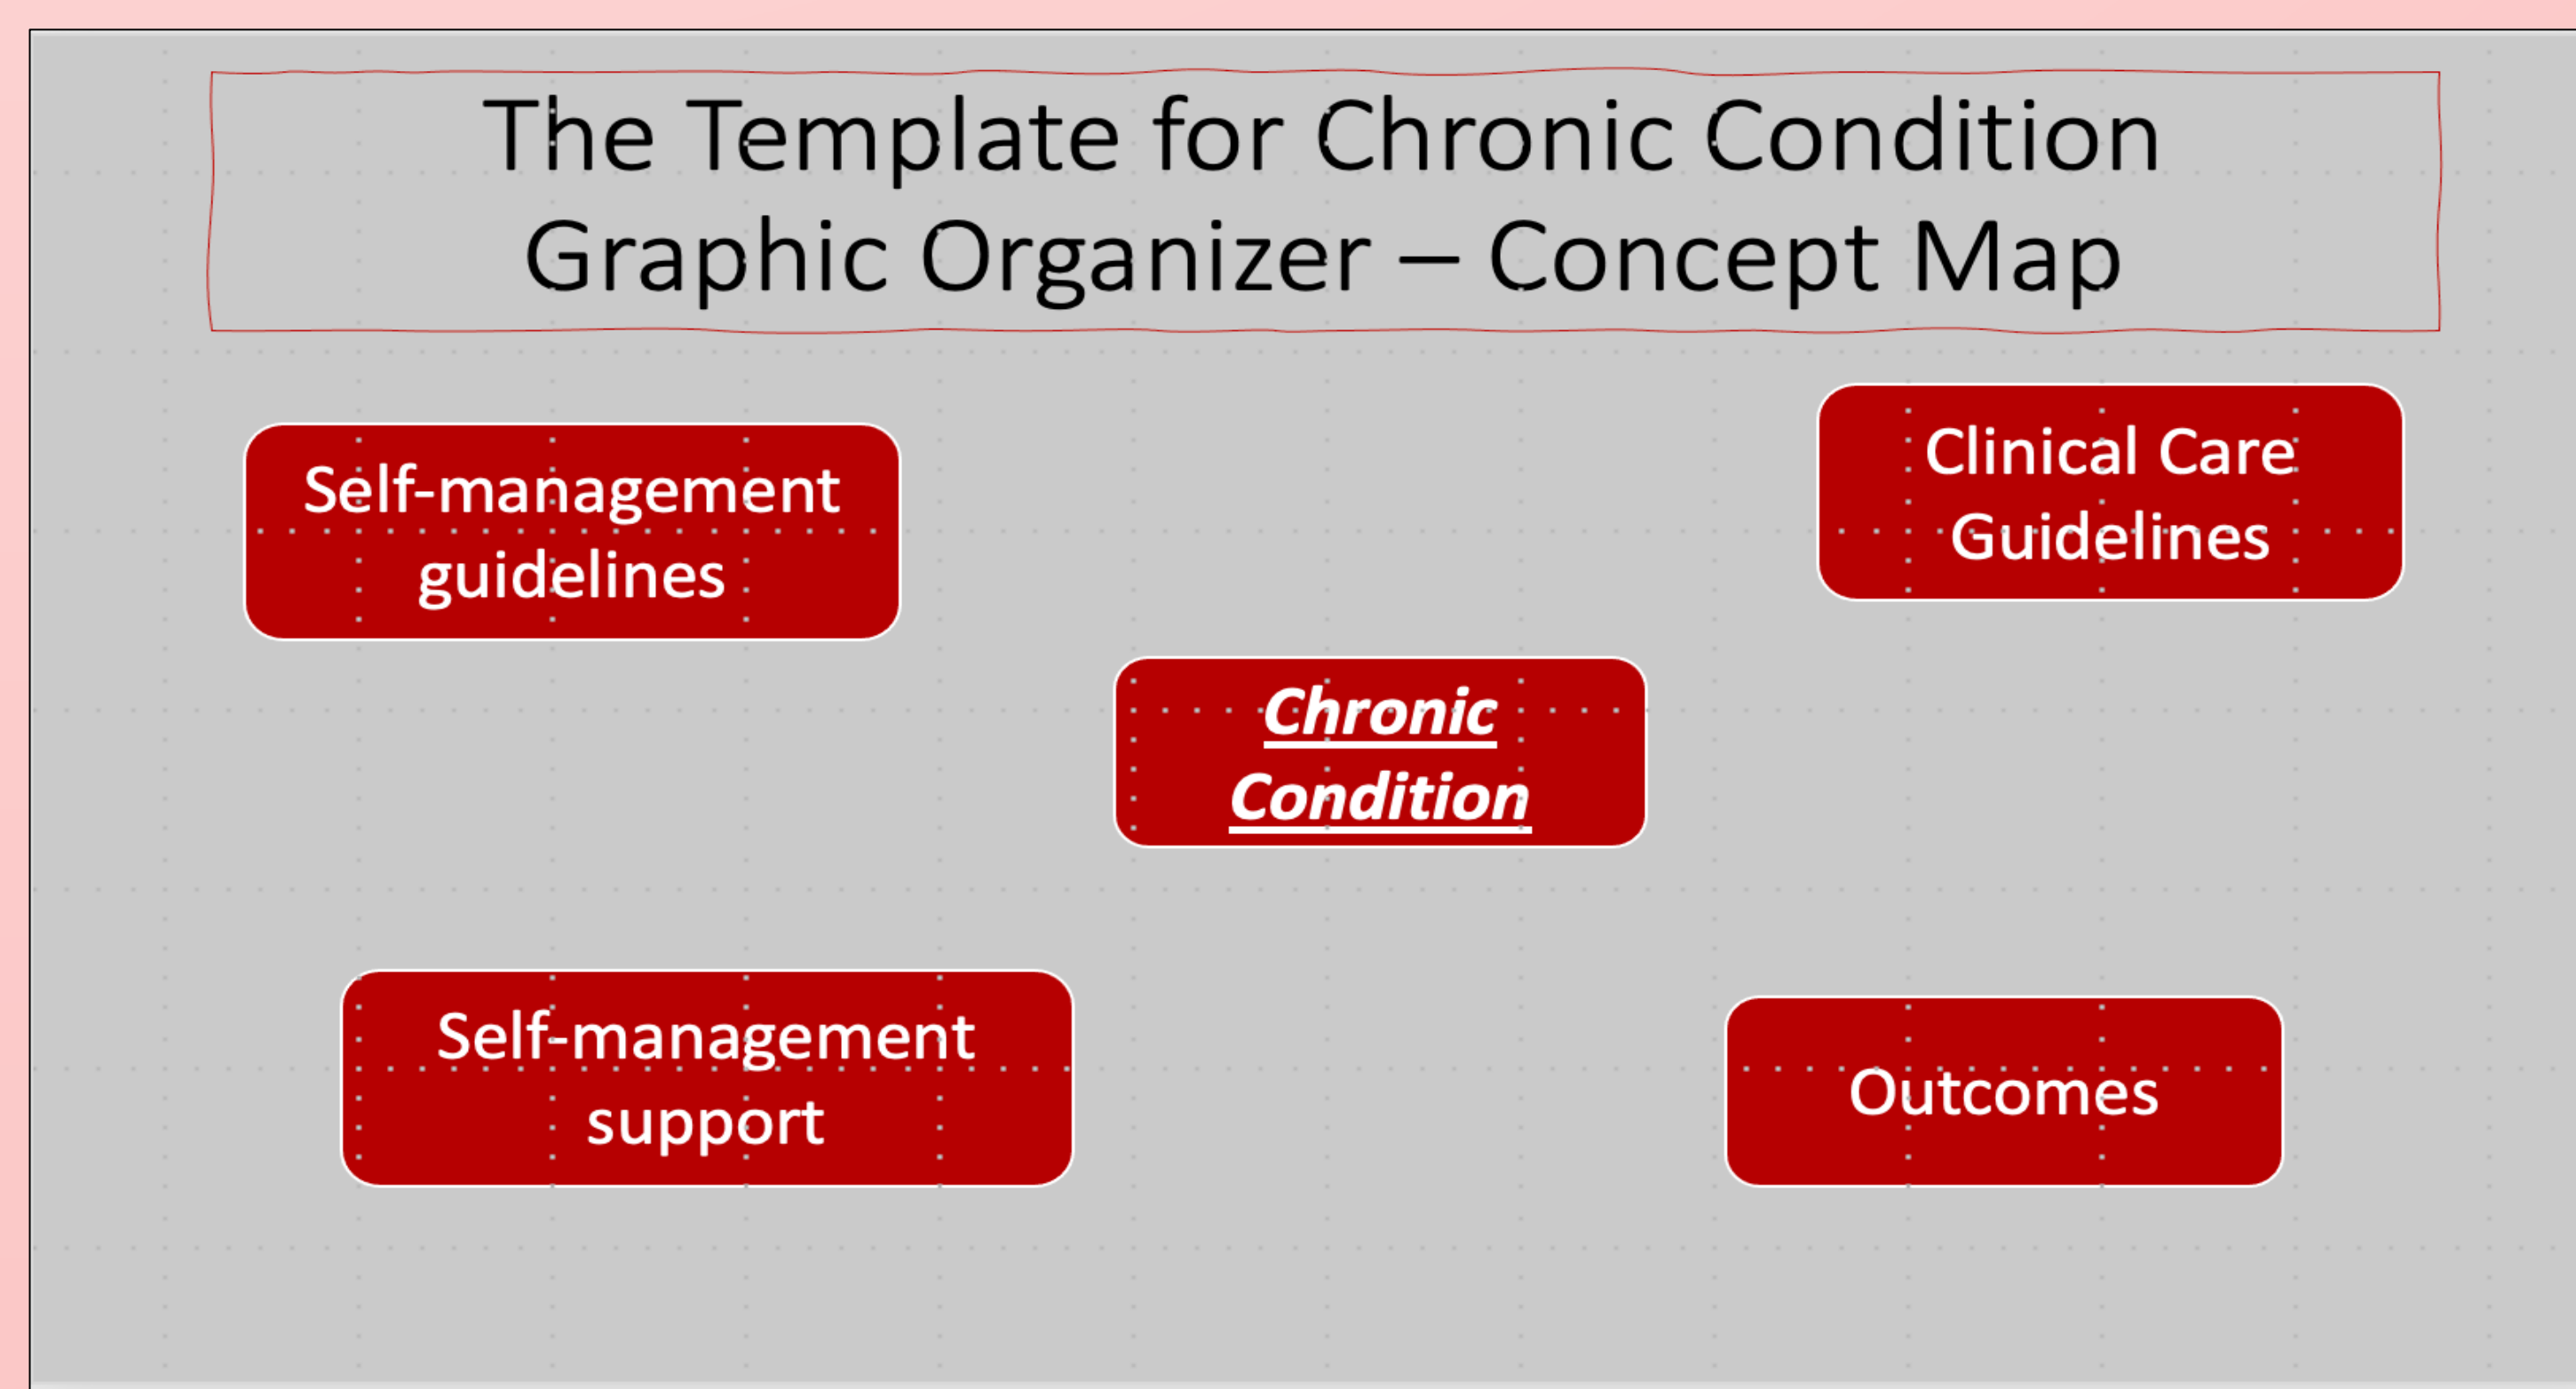 The Template for Chronic Condition
Graphic Organizer – Concept Map
Self-management
guidelines
Clinical Care
Guidelines
Chronic
Condition
Self-management
support
Outcomes